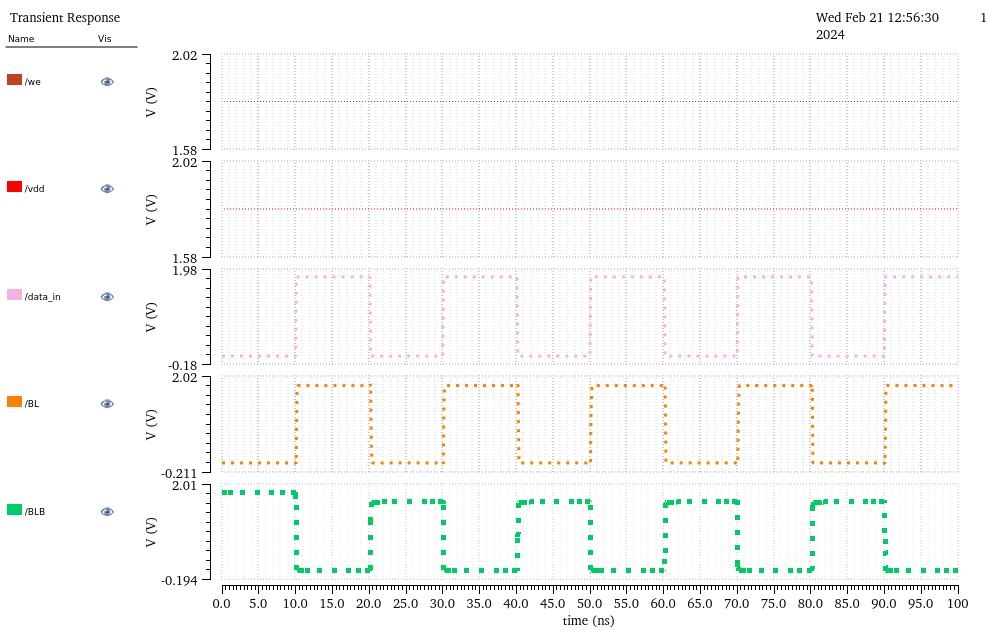 Transient Response
Wed Feb 21 12:56:30 2024
1
Name Vis
/we
2.02
V (V)
1.58
/vdd
2.02
V (V)
1.58
/data_in
1.98
V (V)
-0.18
/BL
2.02
V (V)
-0.211
/BLB
2.01
V (V)
-0.194
0.0 5.0 10.0 15.0 20.0 25.0 30.0 35.0 40.0 45.0 50.0 55.0 60.0 65.0 70.0 75.0 80.0 85.0 90.0 95.0 100
time (ns)